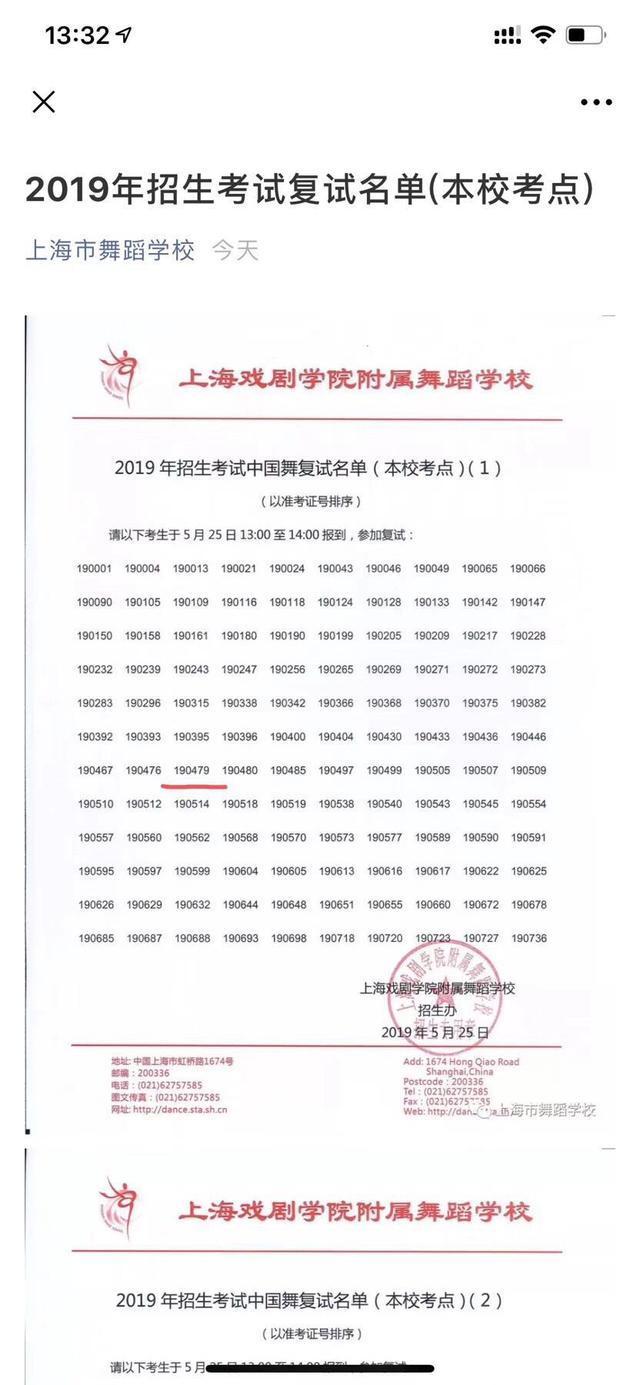 13:32
2019年招生考试复试名单(本校考点)
上海市舞蹈学校 今天
上海戏剧学院附属舞蹈学校
2019 年招生考试中国舞复试名单（本校考点）（1）
（以准考证号排序）
请以下考生于 5 月 25 日 13:00 至 14:00 报到，参加复试：
190001 190004 190013 190021 190024 190043 190046 190049 190065 190066
190090 190105 190109 190116 190118 190124 190128 190133 190142 190147
190150 190158 190161 190180 190190 190199 190205 190209 190217 190228
190232 190239 190243 190247 190256 190265 190269 190271 190272 190273
190283 190296 190315 190338 190342 190366 190368 190370 190375 190382
190392 190393 190395 190396 190400 190404 190430 190433 190436 190446
190467 190476 190479 190480 190485 190497 190499 190505 190507 190509
190510 190512 190514 190518 190519 190538 190540 190543 190545 190554
190557 190560 190562 190568 190570 190573 190577 190589 190590 190591
190595 190597 190599 190604 190605 190613 190616 190617 190622 190625
190626 190629 190632 190644 190648 190651 190655 190660 190672 190678
190685 190687 190688 190693 190698 190718 190720 190723 190727 190736
上海戏剧学院附属舞蹈学校
招生办
2019 年 5 月 25 日
地址: 中国上海市虹桥路1674号
邮编：200336
电话：(021)62757585
图文传真：(021)62757585
网址: http://dance.sta.sh.cn
Add: 1674 Hong Qiao Road
Shanghai,China
Postcode : 200336
Tel : (021)62757585
Fax : (021)6275
Web: http://dan
上海市舞蹈学校
上海戏剧学院附属舞蹈学校
2019 年招生考试中国舞复试名单（本校考点）（2）
（以准考证号排序）
请以下考生于 5